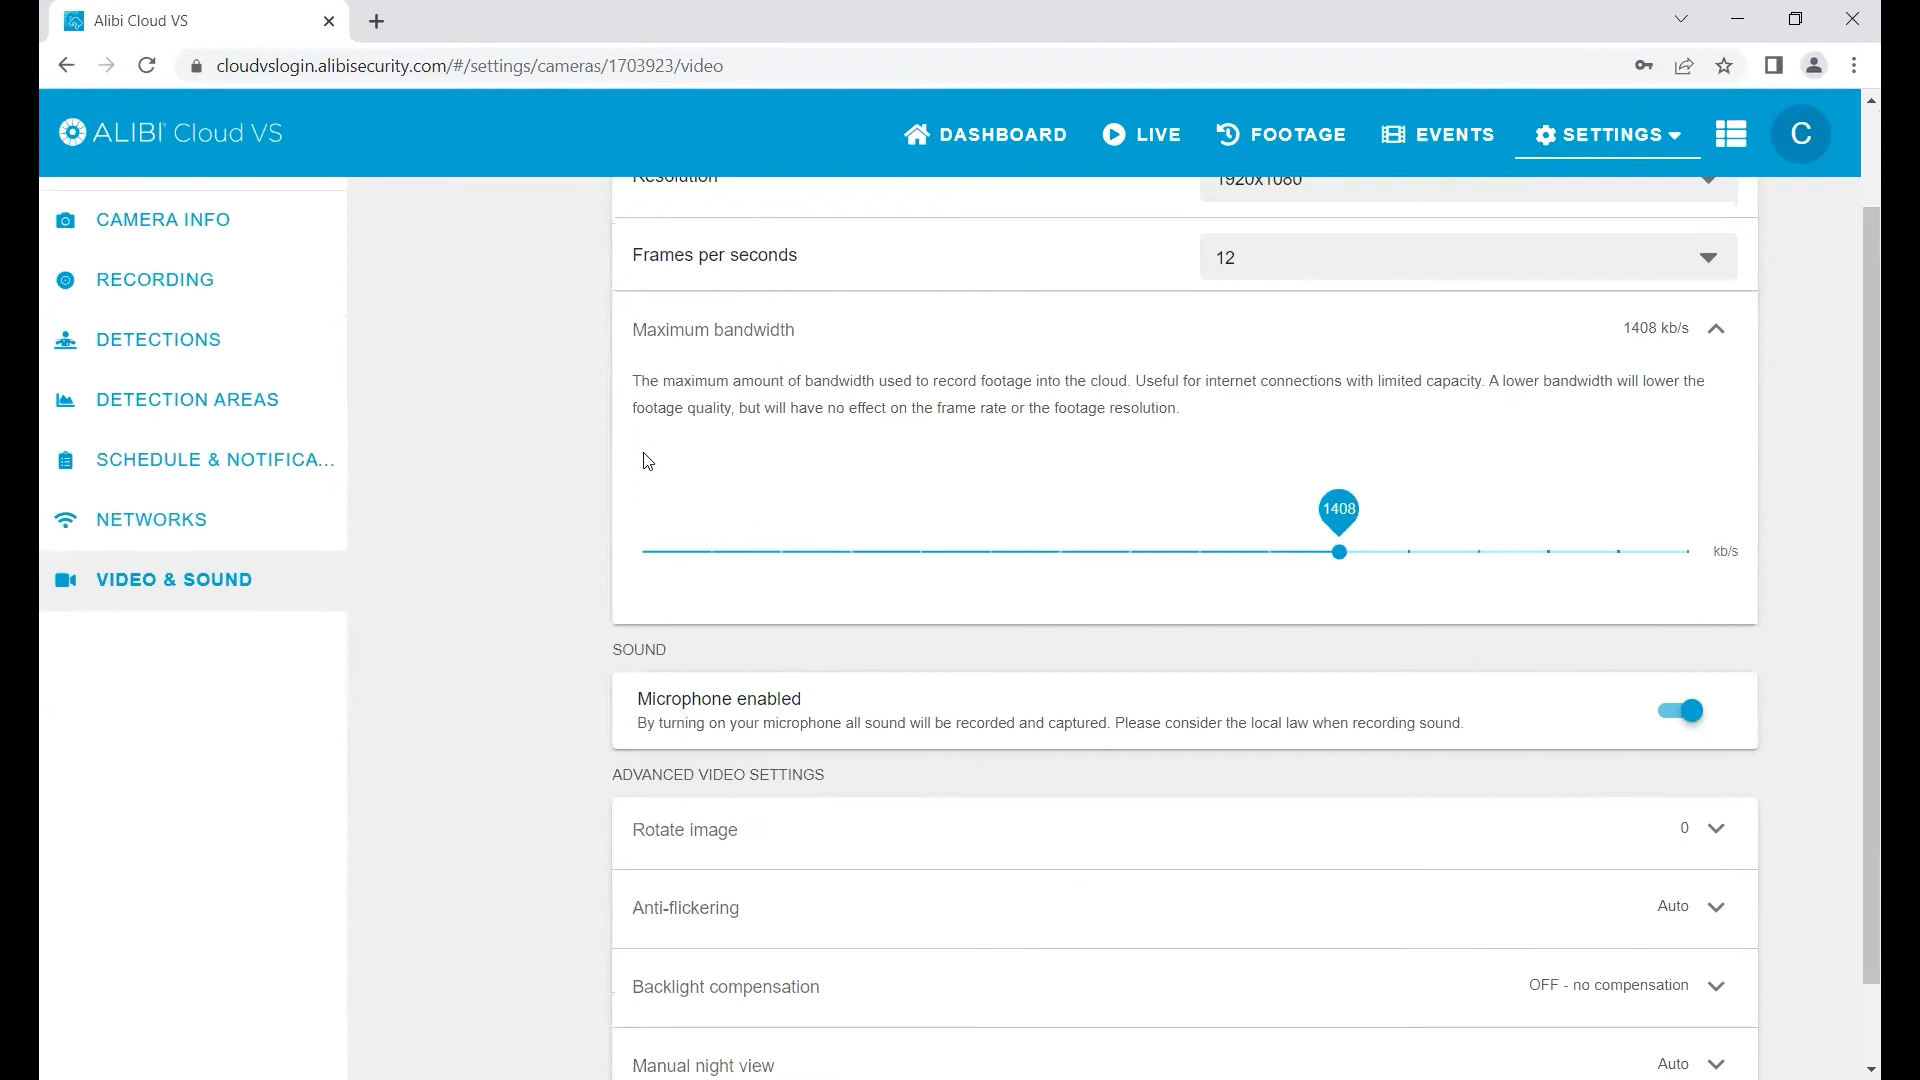 Alibi Cloud VS
cloudvslogin.alibisecurity.com/#/settings/cameras/1703923/video
ALIBI Cloud VS
DASHBOARD
LIVE
FOOTAGE
EVENTS
SETTINGS
C
Resolution
1920x1080
CAMERA INFO
RECORDING
DETECTIONS
DETECTION AREAS
SCHEDULE & NOTIFICA...
NETWORKS
VIDEO & SOUND
Frames per seconds
12
Maximum bandwidth
1408 kb/s
The maximum amount of bandwidth used to record footage into the cloud. Useful for internet connections with limited capacity. A lower bandwidth will lower the
footage quality, but will have no effect on the frame rate or the footage resolution.
1408
kb/s
SOUND
Microphone enabled
By turning on your microphone all sound will be recorded and captured. Please consider the local law when recording sound.
ADVANCED VIDEO SETTINGS
Rotate image
0
Anti-flickering
Auto
Backlight compensation
OFF - no compensation
Manual night view
Auto